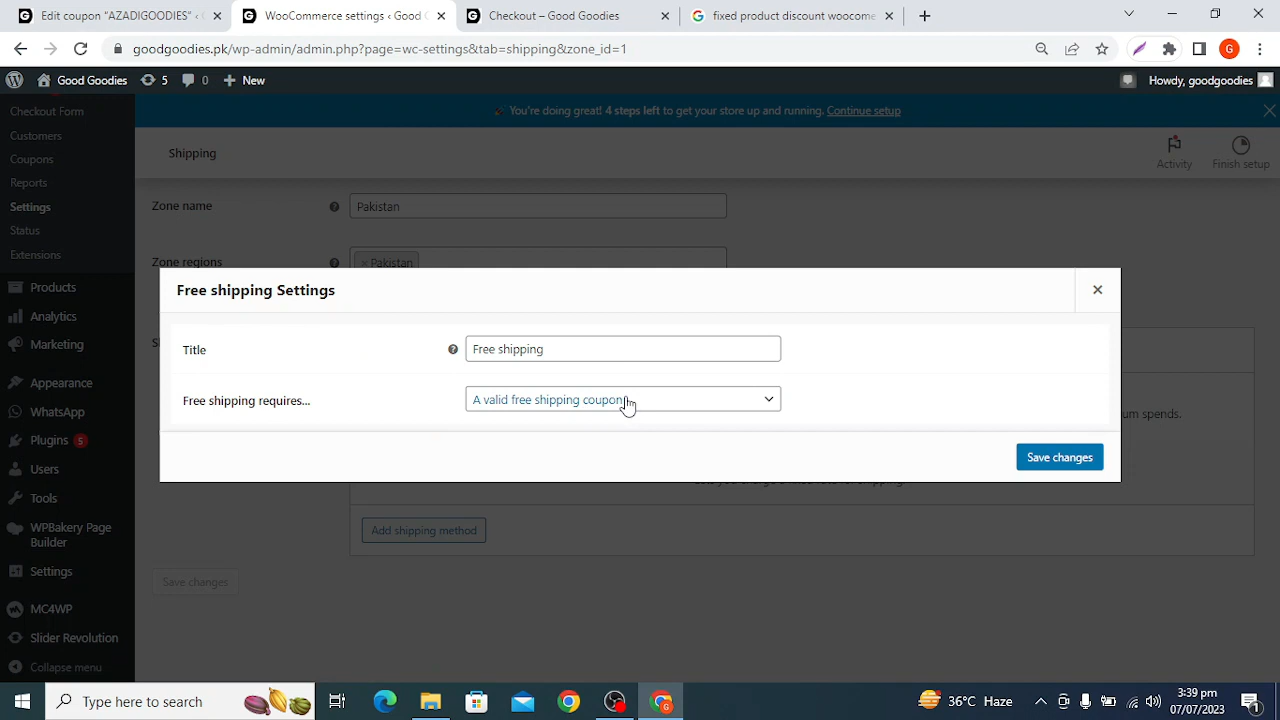 Edit coupon "AZADIGOODIES" ‹
WooCommerce settings ‹ Good G
Checkout – Good Goodies
fixed product discount woocome
goodgoodies.pk/wp-admin/admin.php?page=wc-settings&tab=shipping&zone_id=1
G
Good Goodies
5
0
New
Howdy, goodgoodies
Checkout Form
Customers
Coupons
Reports
Settings
Status
Extensions
Products
Analytics
Marketing
Appearance
WhatsApp
Plugins 5
Users
Tools
WPBakery Page
Builder
Settings
MC4WP
Slider Revolution
Collapse menu
You're doing great! 4 steps left to get your store up and running. Continue setup
Shipping
Activity
Finish setup
Zone name
Pakistan
Zone regions
× Pakistan
Free shipping Settings
Title
Free shipping
Free shipping requires...
A valid free shipping coupon
um spends.
Save changes
Add shipping method
Save changes
Type here to search
36°C Haze
3:39 pm
07/07/2023
1